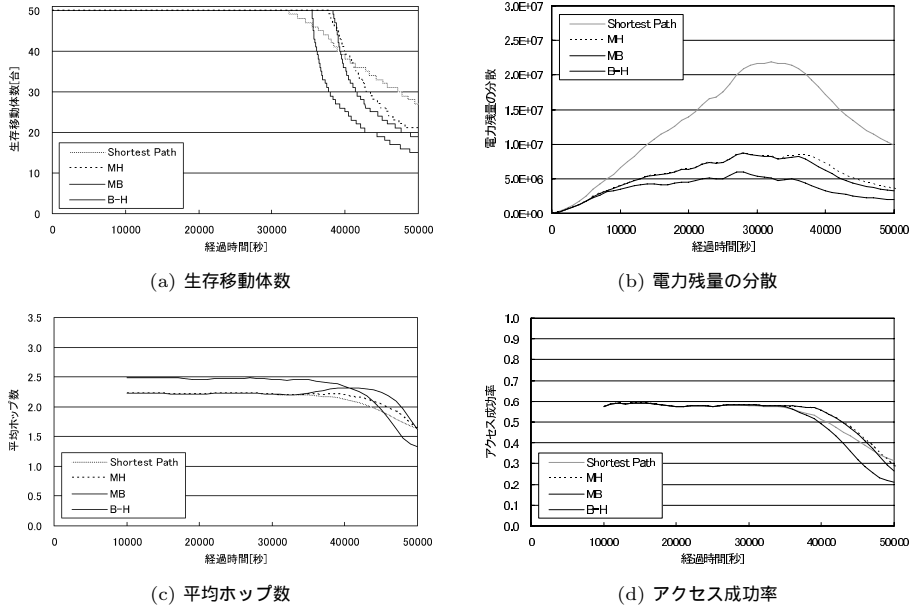 生存移動体数[台]
50
40
30
20
10
0
Shortest Path
MH
MB
B-H
0 10000 20000 30000 40000 50000
経過時間[秒]
(a) 生存移動体数
電力残量の分散
3.0E+07
2.5E+07
2.0E+07
1.5E+07
1.0E+07
5.0E+06
0.0E+00
Shortest Path
MH
MB
B-H
0 10000 20000 30000 40000 50000
経過時間[秒]
(b) 電力残量の分散
平均ホップ数
3.5
3.0
2.5
2.0
1.5
1.0
0.5
0.0
Shortest Path
MH
MB
B-H
0 10000 20000 30000 40000 50000
経過時間[秒]
(c) 平均ホップ数
アクセス成功率
1.0
0.9
0.8
0.7
0.6
0.5
0.4
0.3
0.2
0.1
0.0
Shortest Path
MH
MB
B-H
0 10000 20000 30000 40000 50000
経過時間[秒]
(d) アクセス成功率